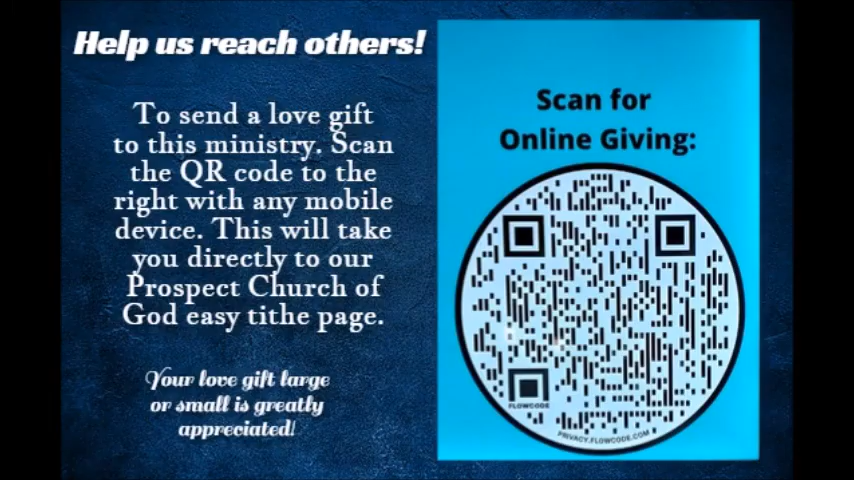 Help us reach others!
To send a love gift
to this ministry. Scan
the QR code to the
right with any mobile
device. This will take
you directly to our
Prospect Church of
God easy tithe page.
Your love gift large
or small is greatly
appreciated!
Scan for
Online Giving:
FLOWCODE
PRIVACY.FLOWCODE.COM